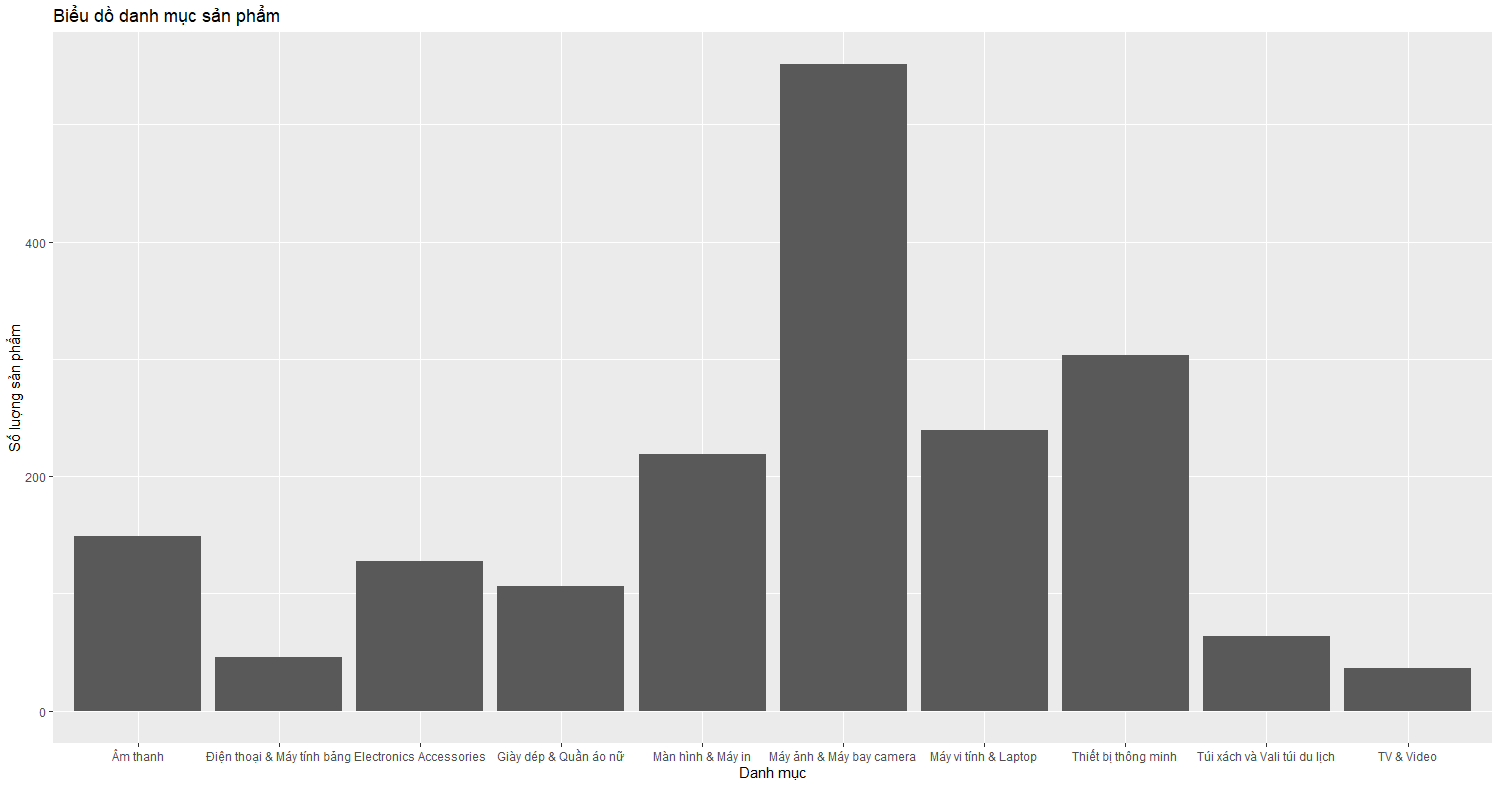 Biểu dồ danh mục sản phẩm
Số lượng sản phẩm
400
200
0
Âm thanh
Điện thoại & Máy tính bảng
Electronics Accessories
Giày dép & Quần áo nữ
Màn hình & Máy in
Máy ảnh & Máy bay camera
Máy vi tính & Laptop
Thiết bị thông minh
Túi xách và Vali túi du lịch
TV & Video
Danh mục